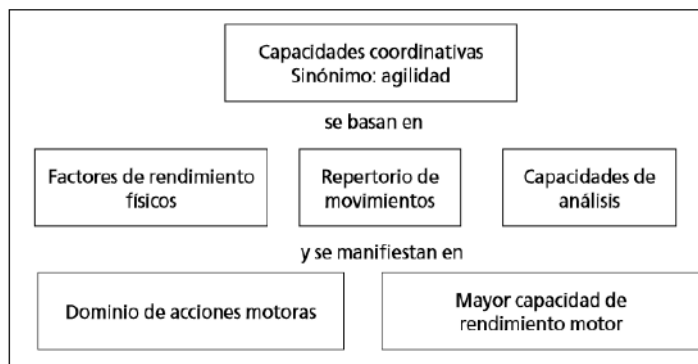 Capacidades coordinativas
Sinónimo: agilidad
se basan en
Factores de rendimiento
físicos
Repertorio de
movimientos
Capacidades de
análisis
y se manifiestan en
Dominio de acciones motoras
Mayor capacidad de
rendimiento motor